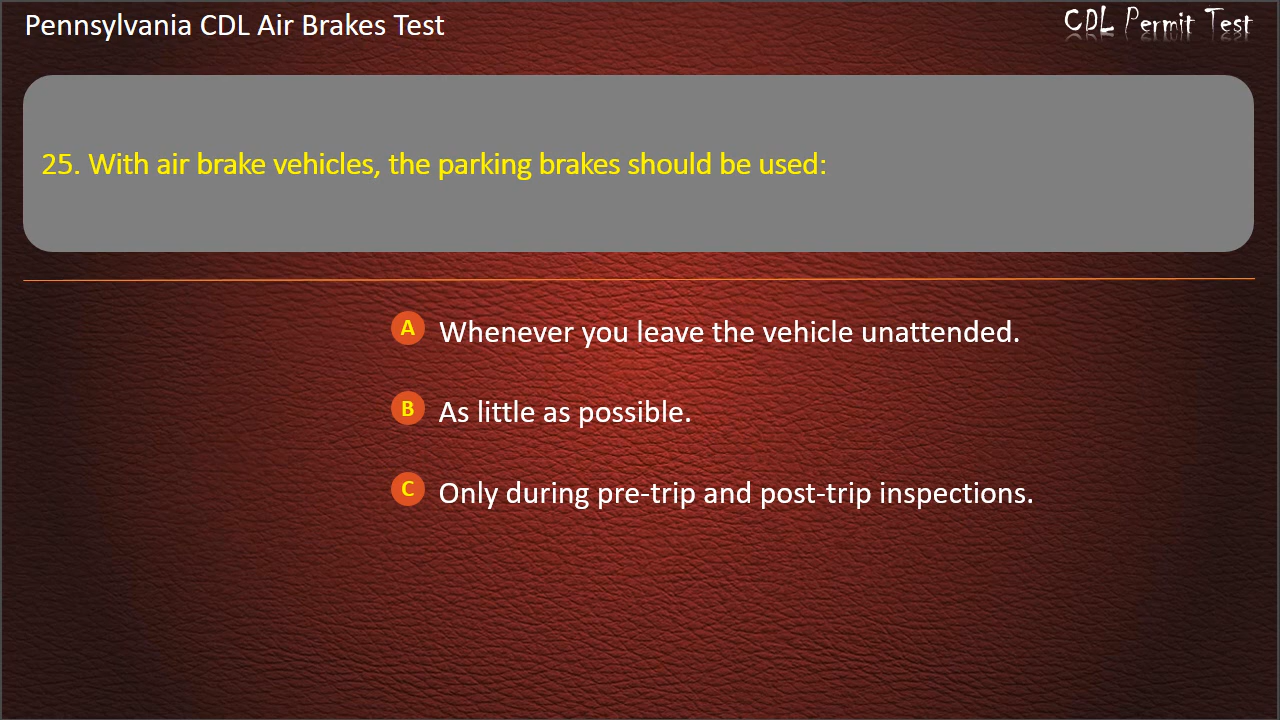 Pennsylvania CDL Air Brakes Test
CDL Permit Test
25. With air brake vehicles, the parking brakes should be used:
A Whenever you leave the vehicle unattended.
B As little as possible.
C Only during pre-trip and post-trip inspections.